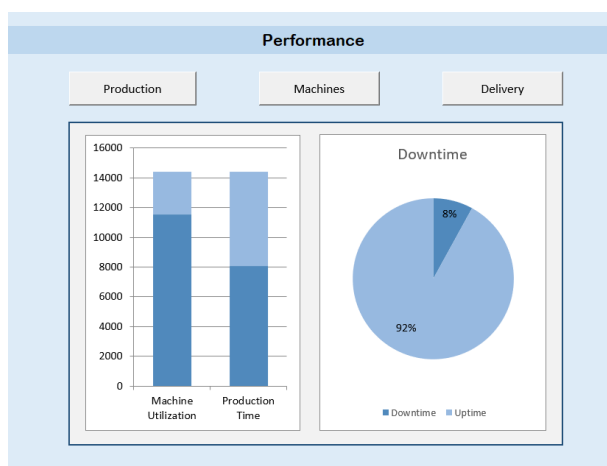 Performance
Production
Machines
Delivery
16000
14000
12000
10000
8000
6000
4000
2000
0
Machine
Utilization
Production
Time
Downtime
8%
92%
Downtime
Uptime